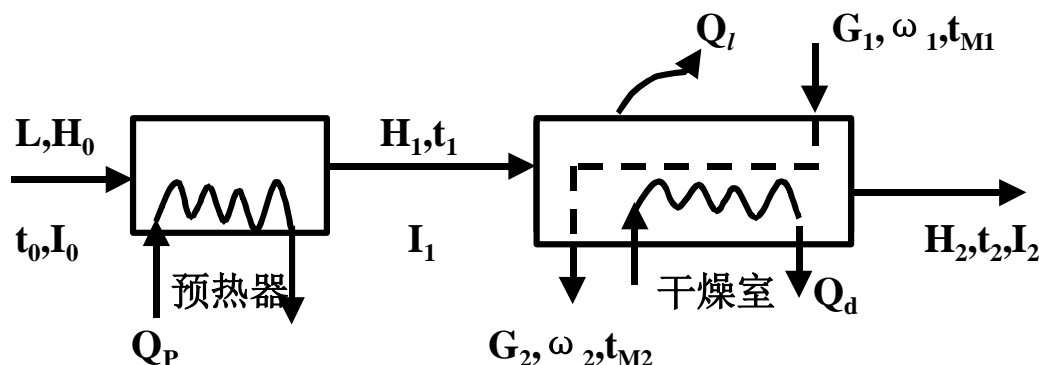 Qₗ
G₁,ω₁,t_M1
L,H₀
H₁,t₁
t₀,I₀
I₁
H₂,t₂,I₂
预热器
干燥室
Q_d
Q_P
G₂,ω₂,t_M2